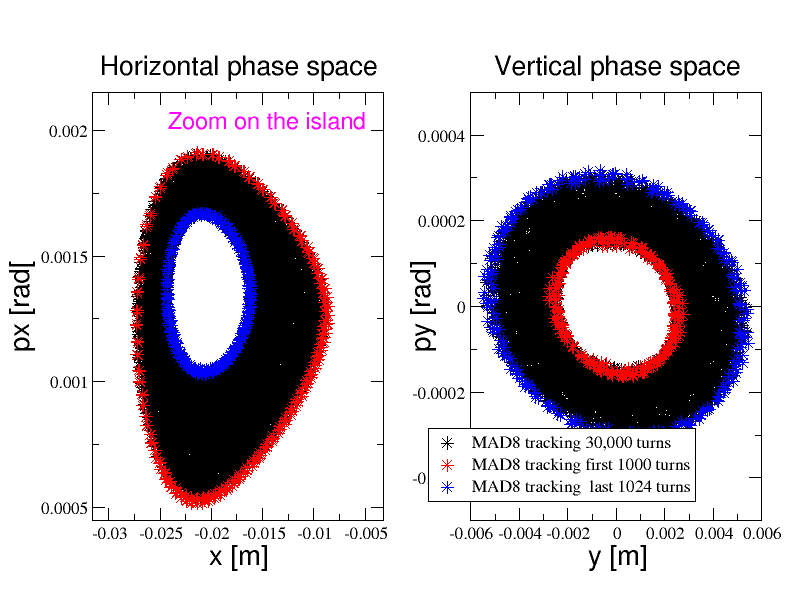 Horizontal phase space
Vertical phase space
Zoom on the island
0.002
0.0015
0.001
0.0005
px [rad[
-0.03 -0.025 -0.02 -0.015 -0.01 -0.005
x [m]
0.0004
0.0002
0
-0.0002
-0
py [rad]
MAD8 tracking 30,000 turns
MAD8 tracking first 1000 turns
MAD8 tracking  last 1024 turns
-0.006 -0.004 -0.002 0 0.002 0.004 0.006
y [m]